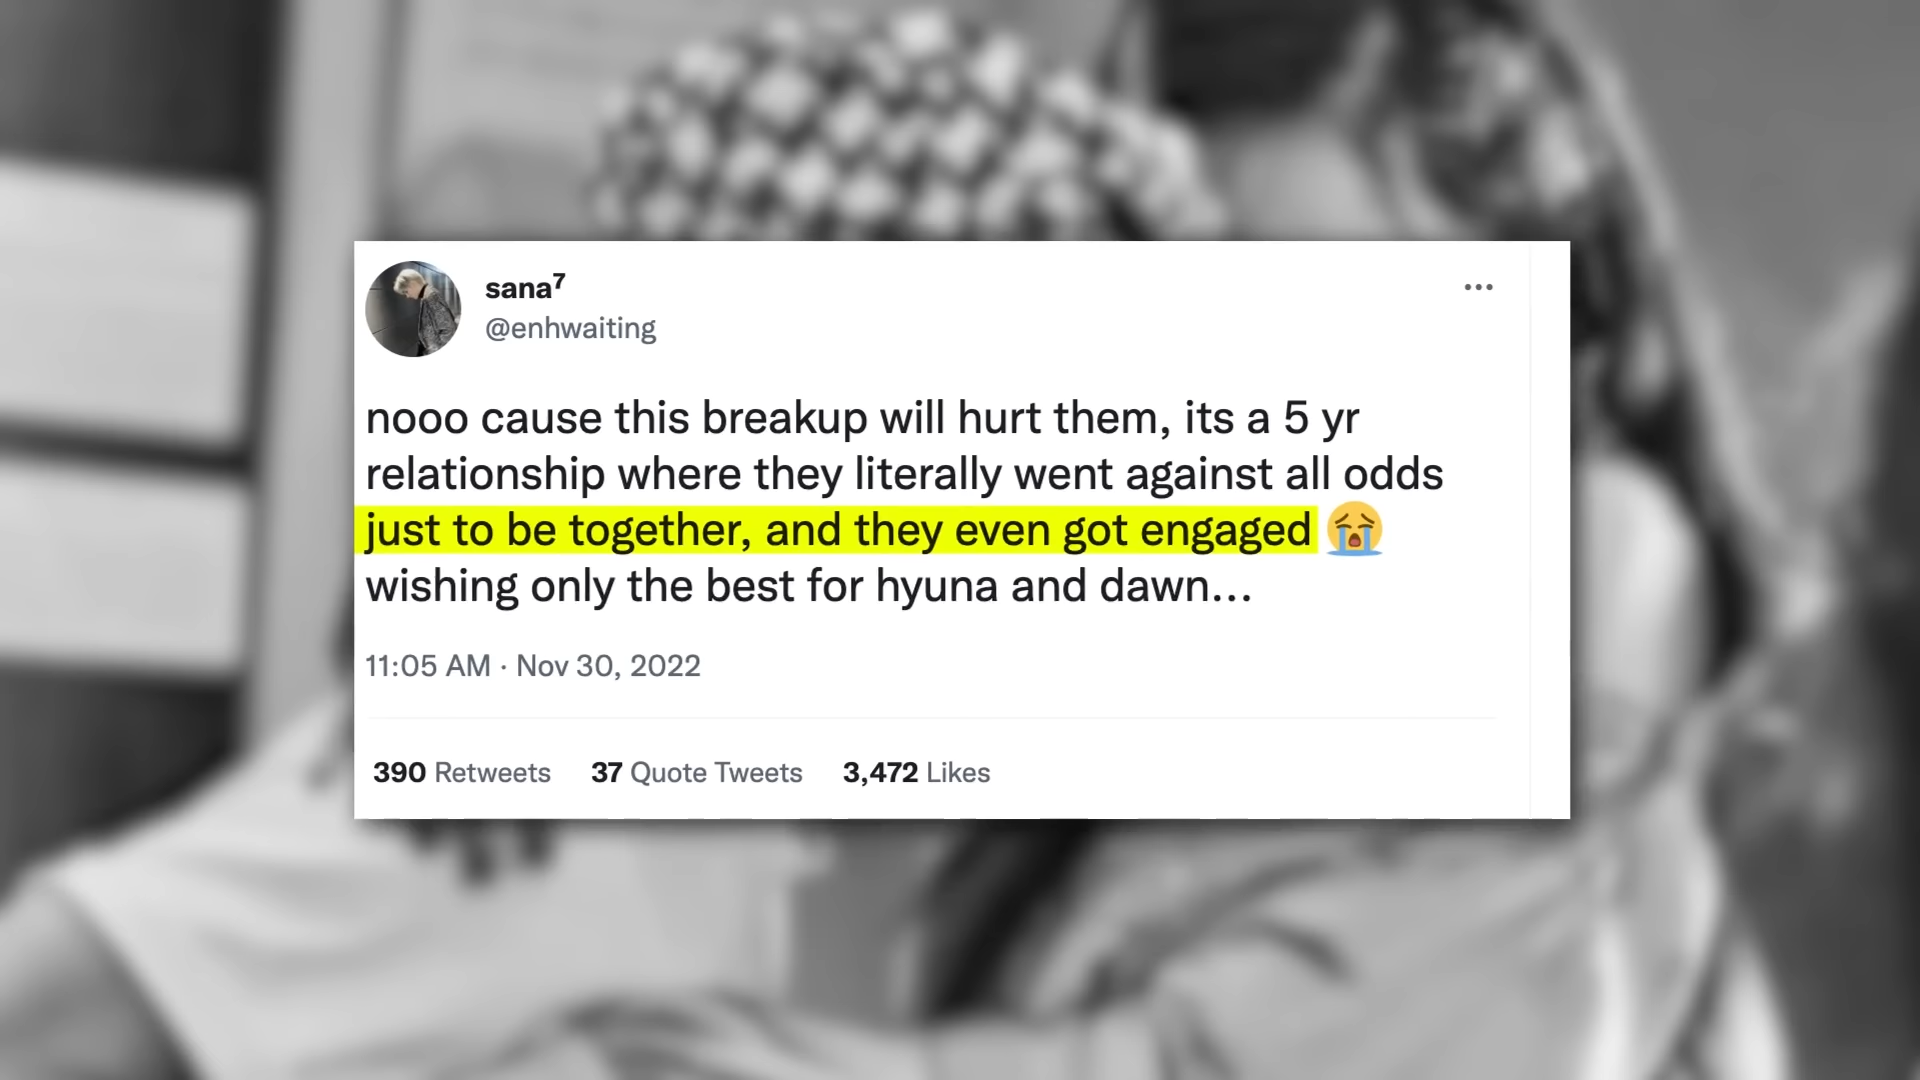 sana⁷
@enhwaiting
nooo cause this breakup will hurt them, its a 5 yr
relationship where they literally went against all odds
just to be together, and they even got engaged 😭
wishing only the best for hyuna and dawn...
11:05 AM · Nov 30, 2022
390 Retweets 37 Quote Tweets 3,472 Likes